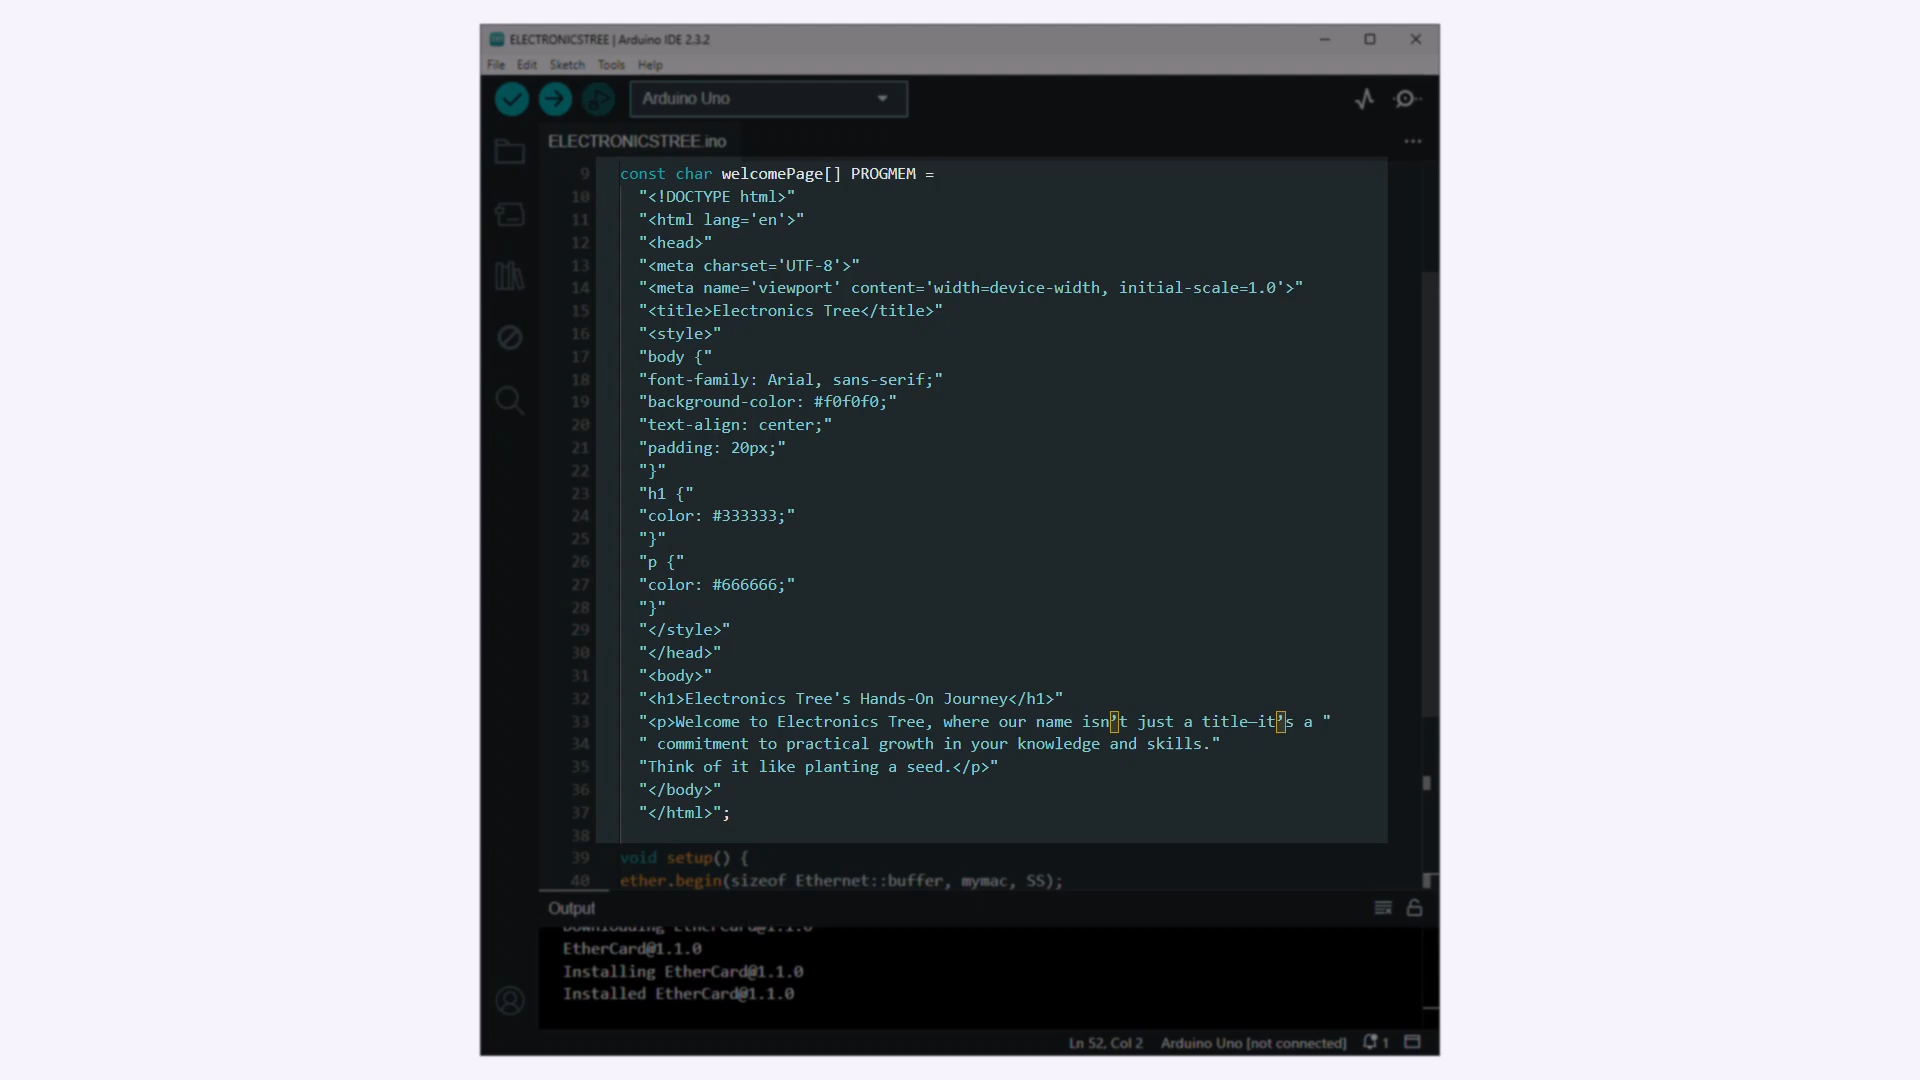 ELECTRONICSTREE | Arduino IDE 2.3.2
File Edit Sketch Tools Help
Arduino Uno
ELECTRONICSTREE.ino
9 const char welcomePage[] PROGMEM =
10 "<!DOCTYPE html>"
11 "<html lang='en'>"
12 "<head>"
13 "<meta charset='UTF-8'>"
14 "<meta name='viewport' content='width=device-width, initial-scale=1.0'>"
15 "<title>Electronics Tree</title>"
16 "<style>"
17 "body {"
18 "font-family: Arial, sans-serif;"
19 "background-color: #f0f0f0;"
20 "text-align: center;"
21 "padding: 20px;"
22 "}"
23 "h1 {"
24 "color: #333333;"
25 "}"
26 "p {"
27 "color: #666666;"
28 "}"
29 "</style>"
30 "</head>"
31 "<body>"
32 "<h1>Electronics Tree's Hands-On Journey</h1>"
33 "<p>Welcome to Electronics Tree, where our name isn’t just a title—it’s a "
34 " commitment to practical growth in your knowledge and skills."
35 "Think of it like planting a seed.</p>"
36 "</body>"
37 "</html>";
38
39 void setup() {
40 ether.begin(sizeof Ethernet::buffer, mymac, SS);
Output
Downloading EtherCard@1.1.0
EtherCard@1.1.0
Installing EtherCard@1.1.0
Installed EtherCard@1.1.0
Ln 52, Col 2 Arduino Uno [not connected] 1